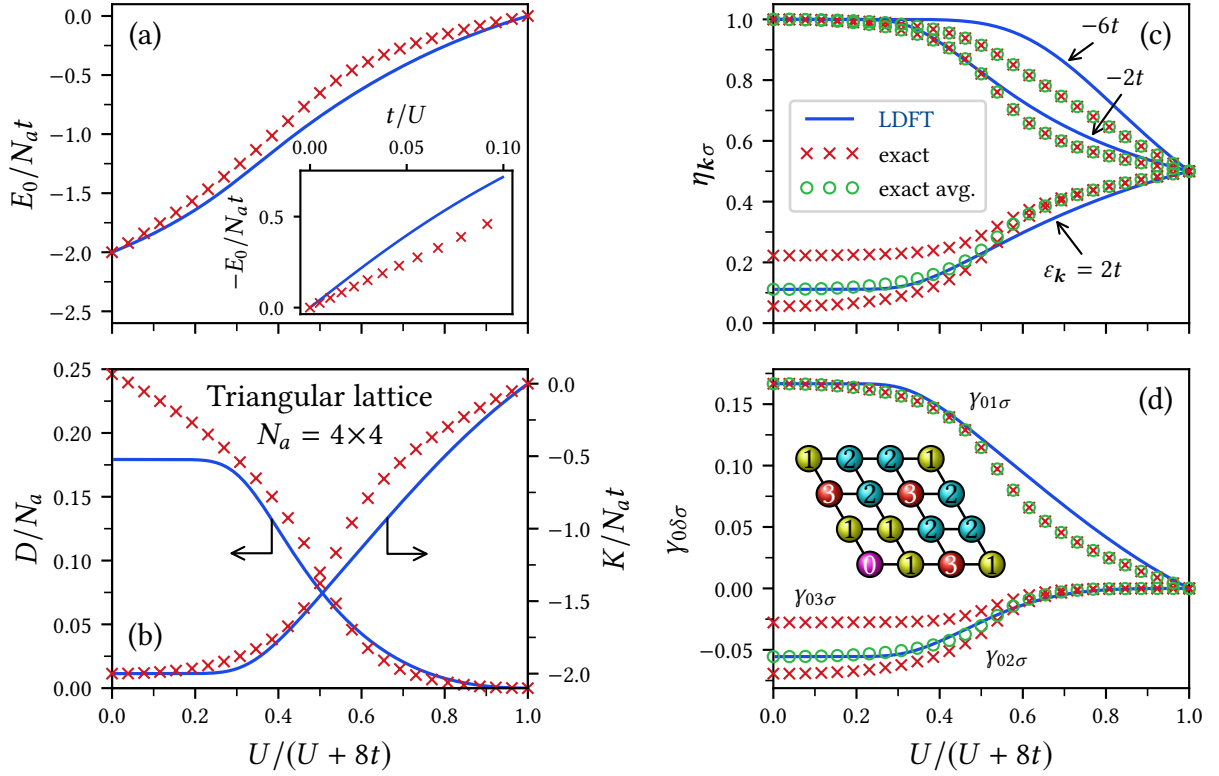 (a)
0.0
−0.5
−1.0
−1.5
−2.0
−2.5
E₀/Nₐt
t/U
0.00
0.05
0.10
0.5
0.0
−E₀/Nₐt
(c)
1.0
0.8
0.6
0.4
0.2
0.0
η𝒌σ
−6t
−2t
LDFT
exact
exact avg.
ε𝒌 = 2t
(b)
Triangular lattice
Nₐ = 4×4
0.25
0.20
0.15
0.10
0.05
0.00
D/Nₐ
0.0
−0.5
−1.0
−1.5
−2.0
K/Nₐt
0.0 0.2 0.4 0.6 0.8 1.0
U/(U + 8t)
(d)
0.15
0.10
0.05
0.00
−0.05
γ₀δσ
γ₀₁σ
1 2 2 1
3 2 3 2
1 1 2 2
0 1 3 1
γ₀₃σ
γ₀₂σ
0.0 0.2 0.4 0.6 0.8 1.0
U/(U + 8t)